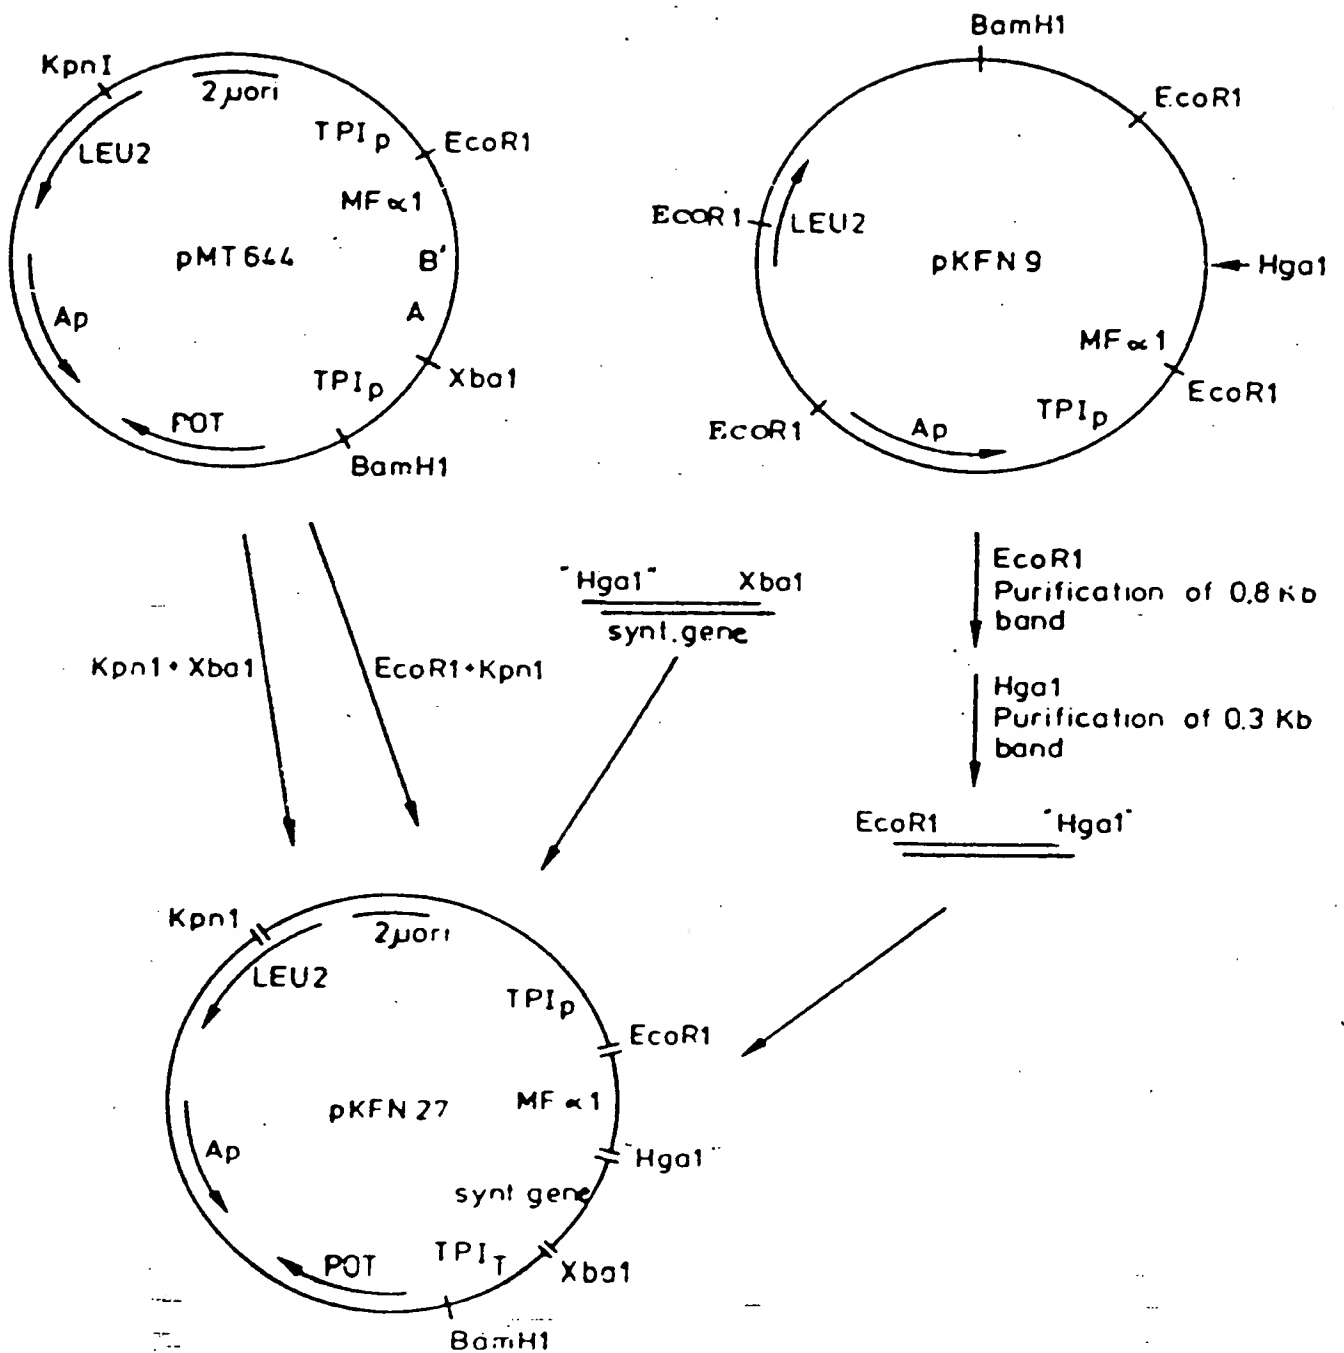 KpnI
2µori
TPIp
EcoR1
LEU2
MFα1
pMT644
B'
A
Ap
TPIp
Xba1
POT
BamH1
BamH1
EcoR1
EcoR1
LEU2
pKFN9
Hga1
MFα1
EcoR1
TPIp
EcoR1
Ap
Kpn1+Xba1
EcoR1+Kpn1
"Hga1"
Xba1
synt.gene
EcoR1
Purification of 0.8 Kb
band
Hga1
Purification of 0.3 Kb
band
EcoR1
"Hga1"
Kpn1
2µori
LEU2
TPIp
EcoR1
pKFN27
MFα1
"Hga1"
Ap
synt gene
TPIT
POT
Xba1
BamH1